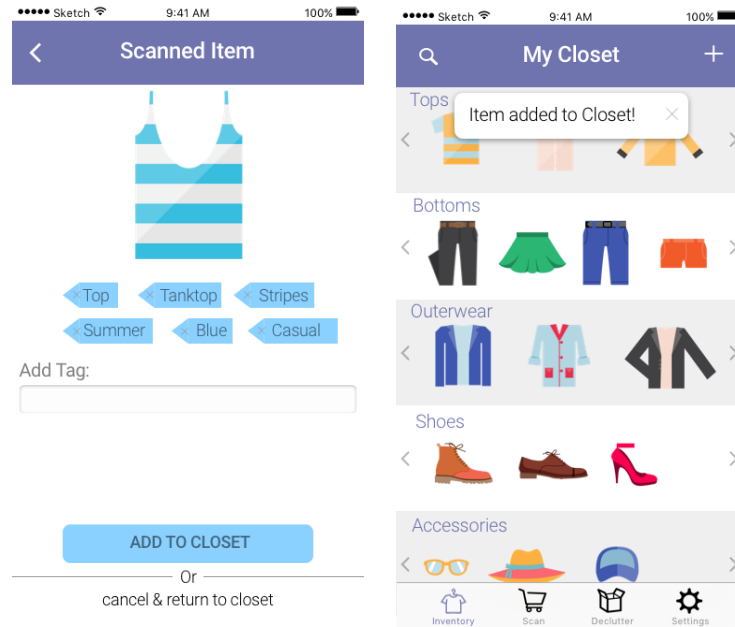 Sketch 9:41 AM 100%
Scanned Item
Top Tanktop Stripes
Summer Blue Casual
Add Tag:
ADD TO CLOSET
Or
cancel & return to closet
Sketch 9:41 AM 100%
My Closet
Tops
Item added to Closet!
Bottoms
Outerwear
Shoes
Accessories
Inventory Scan Declutter Settings